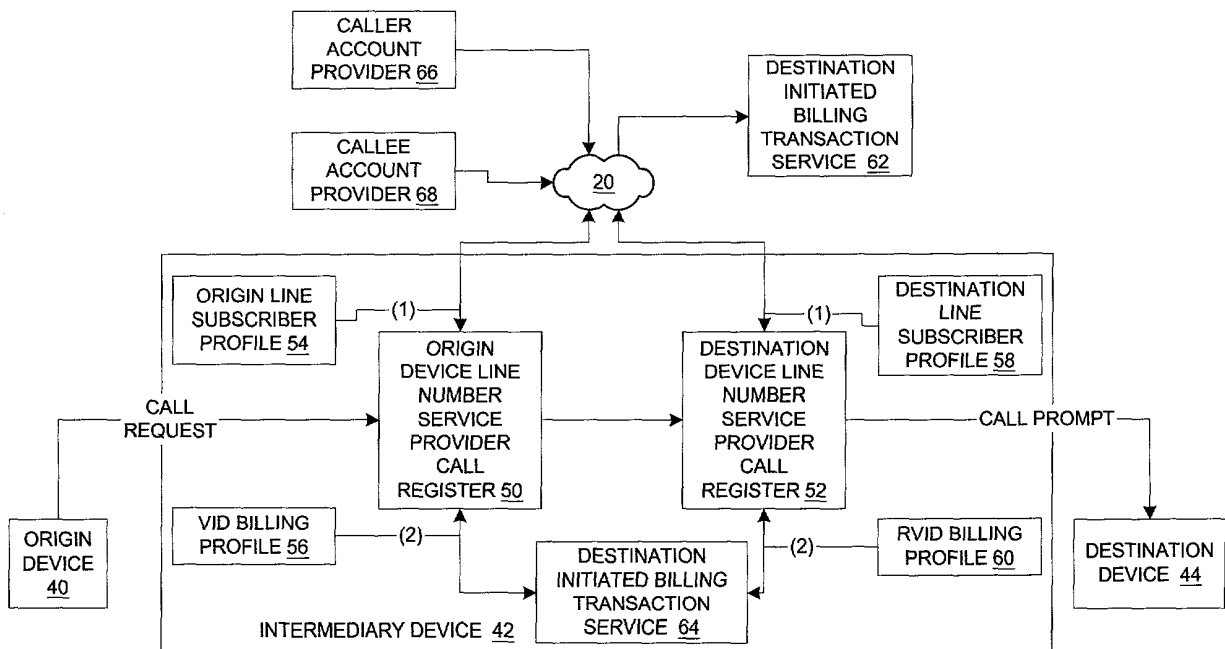 CALLER
ACCOUNT
PROVIDER 66
DESTINATION
INITIATED
BILLING
TRANSACTION
SERVICE 62
CALLEE
ACCOUNT
PROVIDER 68
20
ORIGIN LINE
SUBSCRIBER
PROFILE 54
(1)
(1)
DESTINATION
LINE
SUBSCRIBER
PROFILE 58
ORIGIN
DEVICE LINE
NUMBER
SERVICE
PROVIDER
CALL
REGISTER 50
DESTINATION
DEVICE LINE
NUMBER
SERVICE
PROVIDER
CALL
REGISTER 52
CALL
REQUEST
CALL PROMPT
ORIGIN
DEVICE
40
VID BILLING
PROFILE 56
(2)
DESTINATION
INITIATED BILLING
TRANSACTION
SERVICE 64
(2)
RVID BILLING
PROFILE 60
DESTINATION
DEVICE 44
INTERMEDIARY DEVICE 42